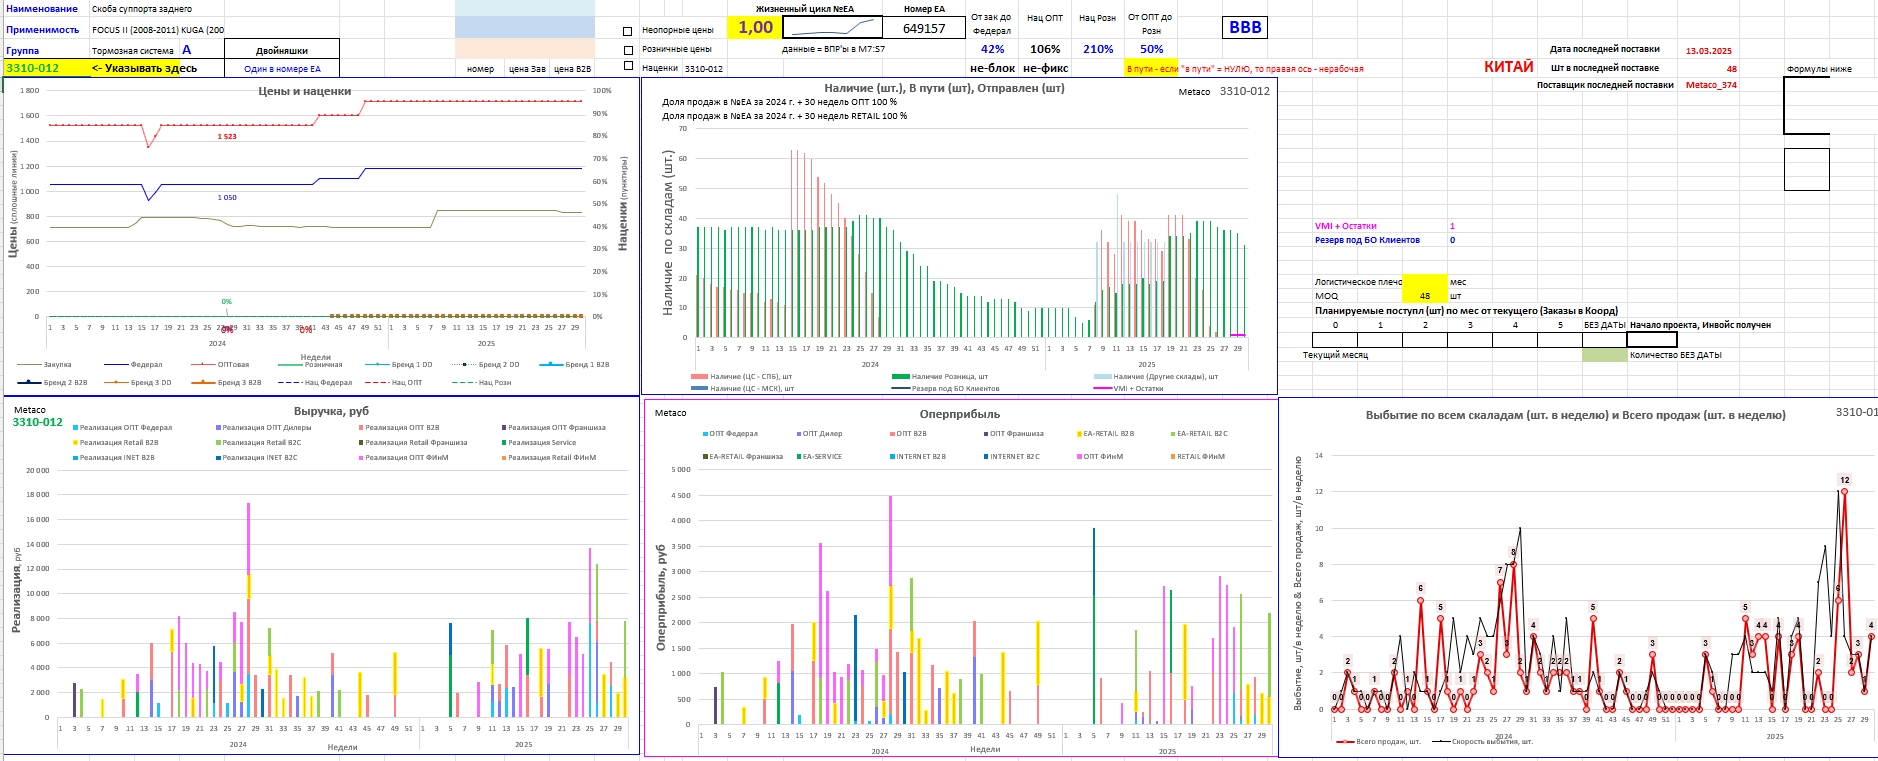 Наименование Скоба суппорта заднего
Применимость FOCUS II (2008-2011) KUGA (200
Группа Тормозная система A Двойняшки
3310-012 <- Указывать здесь Один в номере EA номер цена Зав цена B2B
Жизненный цикл №EA Номер EA
Неопорные цены 1,00 649157
Розничные цены данные = ВПР'ы в M7:S7
Наценки 3310-012
От зак до Федерал Нац ОПТ Нац Розн От ОПТ до Розн BBB
42% 106% 210% 50%
не-блок не-фикс В пути - если "в пути" = НУЛЮ, то правая ось - нерабочая
Дата последней поставки 13.03.2025
КИТАЙ Шт в последней поставке 48 Формулы ниже
Поставщик последней поставки Metaco_374
Цены и наценки
Цены (сплошные линии)
Наценки (пунктиры)
1 800
1 600
1 400
1 200
1 000
800
600
400
200
0
100%
90%
80%
70%
60%
50%
40%
30%
20%
10%
0%
1 523
1 050
0%
0%
1 3 5 7 9 11 13 15 17 19 21 23 25 27 29 31 33 35 37 39 41 43 45 47 49 51 1 3 5 7 9 11 13 15 17 19 21 23 25 27 29
2024 2025
Недели
Закупка Федерал ОПТовая Розничная Бренд 1 DD Бренд 2 DD Бренд 1 B2B
Бренд 2 B2B Бренд 3 DD Бренд 3 B2B Нац Федерал Нац ОПТ Нац Розн
Наличие (шт.), В пути (шт), Отправлен (шт)
Metaco 3310-012
Доля продаж в №EA за 2024 г. + 30 недель ОПТ 100 %
Доля продаж в №EA за 2024 г. + 30 недель RETAIL 100 %
Наличие по складам (шт.)
70
60
50
40
30
20
10
0
1 3 5 7 9 11 13 15 17 19 21 23 25 27 29 31 33 35 37 39 41 43 45 47 49 51 1 3 5 7 9 11 13 15 17 19 21 23 25 27 29
2024 2025
Наличие (ЦС - СПБ), шт Наличие Розница, шт Наличие (Другие склады), шт
Наличие (ЦС - МСК), шт Резерв под БО Клиентов VMI + Остатки
VMI + Остатки 1
Резерв под БО Клиентов 0
Логистическое плечо мес
MOQ 48 шт
Планируемые поступл (шт) по мес от текущего (Заказы в Коорд)
0 1 2 3 4 5 БЕЗ ДАТЫ Начало проекта, Инвойс получен
Текущий месяц Количество БЕЗ ДАТЫ
Metaco
3310-012
Выручка, руб
Реализация ОПТ Федерал Реализация ОПТ Дилеры Реализация ОПТ B2B Реализация ОПТ Франшиза
Реализация Retail B2B Реализация Retail B2C Реализация Retail Франшиза Реализация Service
Реализация INET B2B Реализация INET B2C Реализация ОПТ ФИнМ Реализация Retail ФИнМ
Реализация, руб
20 000
18 000
16 000
14 000
12 000
10 000
8 000
6 000
4 000
2 000
0
1 3 5 7 9 11 13 15 17 19 21 23 25 27 29 31 33 35 37 39 41 43 45 47 49 51 1 3 5 7 9 11 13 15 17 19 21 23 25 27 29
2024 Недели 2025
Metaco
Оперприбыль
ОПТ Федерал ОПТ Дилер ОПТ B2B ОПТ Франшиза EA-RETAIL B2B EA-RETAIL B2C
EA-RETAIL Франшиза EA-SERVICE INTERNET B2B INTERNET B2C ОПТ ФИнМ RETAIL ФИнМ
Оперприбыль, руб
5 000
4 500
4 000
3 500
3 000
2 500
2 000
1 500
1 000
500
0
1 3 5 7 9 11 13 15 17 19 21 23 25 27 29 31 33 35 37 39 41 43 45 47 49 51 1 3 5 7 9 11 13 15 17 19 21 23 25 27 29
2024 Недели 2025
Выбытие по всем скаладам (шт. в неделю) и Всего продаж (шт. в неделю)
3310-01
Выбытие, шт/в неделю & Всего продаж, шт/в неделю
14
12
10
8
6
4
2
0
1 3 5 7 9 11 13 15 17 19 21 23 25 27 29 31 33 35 37 39 41 43 45 47 49 51 1 3 5 7 9 11 13 15 17 19 21 23 25 27 29
2024 2025
Всего продаж, шт. Скорость выбытия, шт.